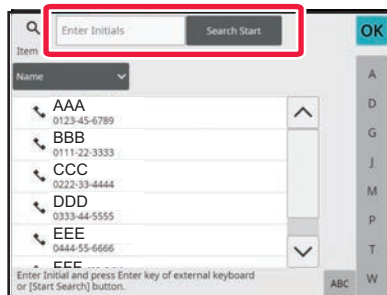 Enter Initials
Search Start
OK
Item
Name
AAA
0123-45-6789
BBB
0111-22-3333
CCC
0222-33-4444
DDD
0333-44-5555
EEE
0444-55-6666
Enter Initial and press Enter key of external keyboard
or [Start Search] button.
A
D
G
J
M
P
T
W
ABC